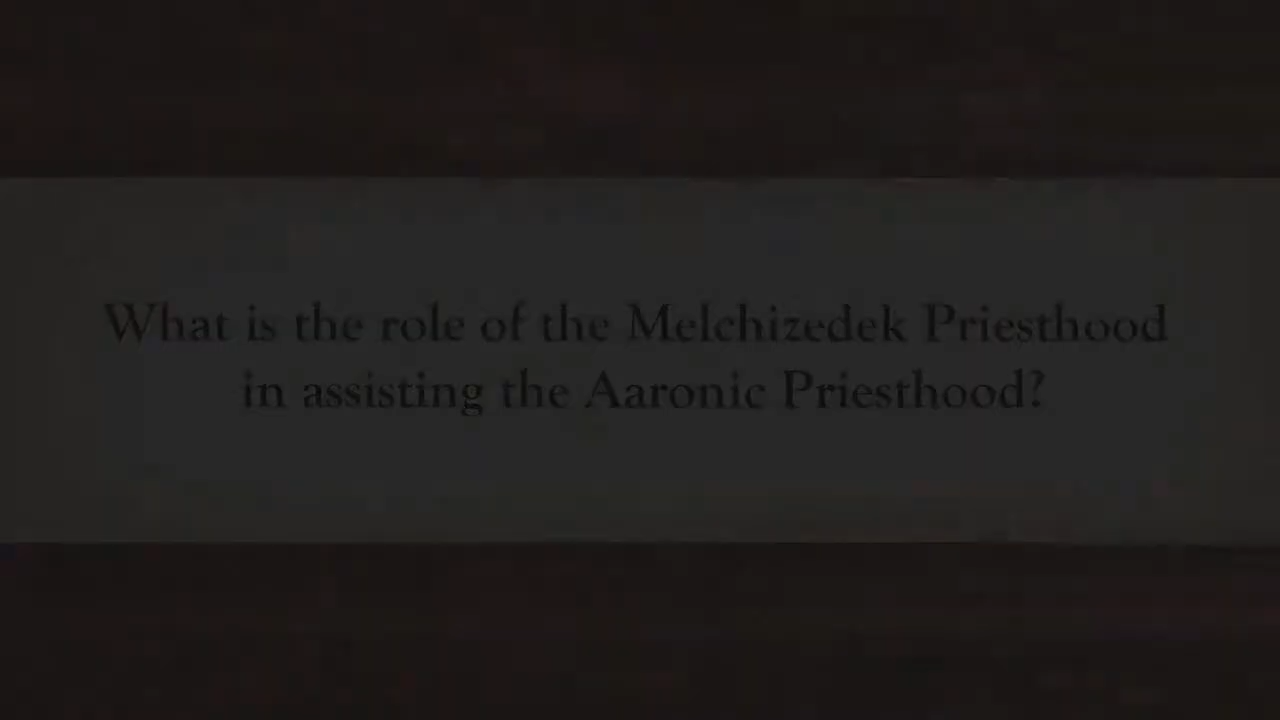 What is the role of the Melchizedek Priesthood
in assisting the Aaronic Priesthood?